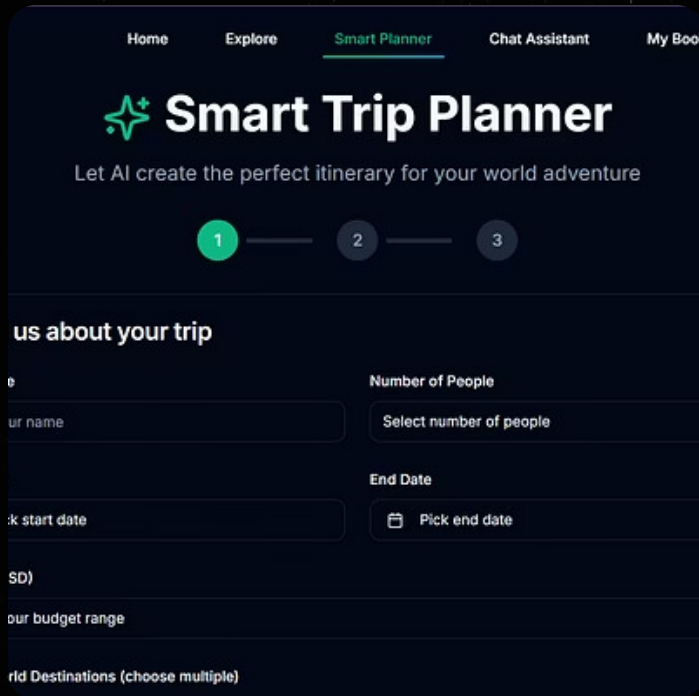 Home Explore Smart Planner Chat Assistant My Boo
Smart Trip Planner
Let AI create the perfect itinerary for your world adventure
1 2 3
us about your trip
e Number of People
ur name Select number of people
End Date
ck start date Pick end date
SD)
our budget range
rld Destinations (choose multiple)